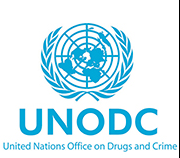 UNODC
United Nations Office on Drugs and Crime